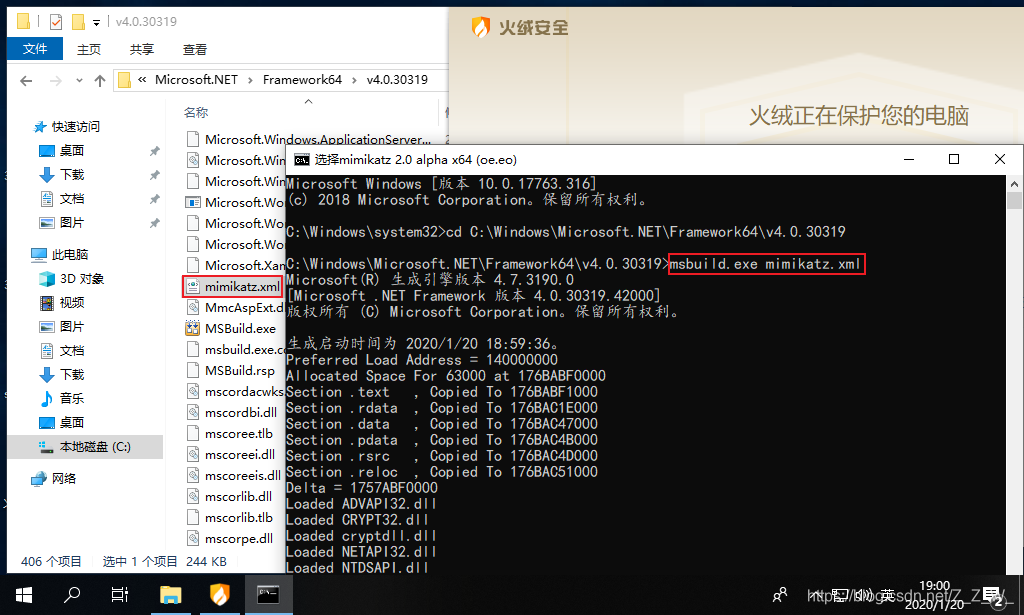 v4.0.30319
文件 主页 共享 查看
« Microsoft.NET > Framework64 > v4.0.30319
名称
快速访问
桌面
下载
文档
图片
此电脑
3D 对象
视频
图片
文档
下载
音乐
桌面
本地磁盘 (C:)
网络
Microsoft.Windows.ApplicationServer...
Microsoft.Win
Microsoft.Win
Microsoft.Wo
Microsoft.Wo
Microsoft.Wo
Microsoft.Xam
mimikatz.xml
MmcAspExt.d
MSBuild.exe
msbuild.exe.co
MSBuild.rsp
mscordacwks
mscordbi.dll
mscoree.tlb
mscoreei.dll
mscoreeis.dll
mscorlib.dll
mscorlib.tlb
mscorpe.dll
406 个项目 选中 1 个项目 244 KB
火绒安全
火绒正在保护您的电脑
选择mimikatz 2.0 alpha x64 (oe.eo)
Microsoft Windows [版本 10.0.17763.316]
(c) 2018 Microsoft Corporation。保留所有权利。
C:\Windows\system32>cd C:\Windows\Microsoft.NET\Framework64\v4.0.30319
C:\Windows\Microsoft.NET\Framework64\v4.0.30319>msbuild.exe mimikatz.xml
Microsoft(R) 生成引擎版本 4.7.3190.0
[Microsoft .NET Framework 版本 4.0.30319.42000]
版权所有 (C) Microsoft Corporation。保留所有权利。
生成启动时间为 2020/1/20 18:59:36。
Preferred Load Address = 140000000
Allocated Space For 63000 at 176BABF0000
Section .text , Copied To 176BABF1000
Section .rdata , Copied To 176BAC1E000
Section .data , Copied To 176BAC47000
Section .pdata , Copied To 176BAC4B000
Section .rsrc , Copied To 176BAC4D000
Section .reloc , Copied To 176BAC51000
Delta = 1757ABF0000
Loaded ADVAPI32.dll
Loaded CRYPT32.dll
Loaded cryptdll.dll
Loaded NETAPI32.dll
Loaded NTDSAPI.dll
英
19:00
2020/1/20
2